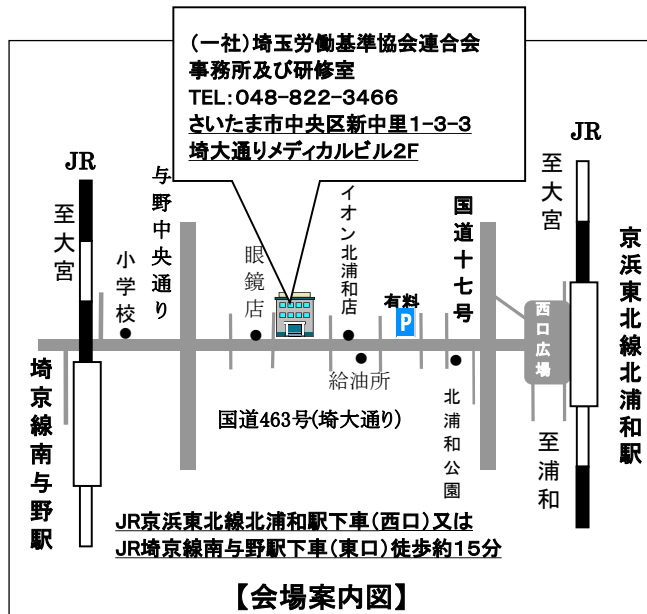 (一社)埼玉労働基準協会連合会
事務所及び研修室
TEL:048-822-3466
さいたま市中央区新中里1-3-3
埼大通りメディカルビル2F
JR
至大宮
小学校
与野中央通り
眼鏡店
イオン北浦和店
有料
P
国道十七号
JR
至大宮
京浜東北線北浦和駅
西口広場
給油所
北浦和公園
至浦和
埼京線南与野駅
国道463号(埼大通り)
JR京浜東北線北浦和駅下車(西口)又は
JR埼京線南与野駅下車(東口)徒歩約15分
【会場案内図】